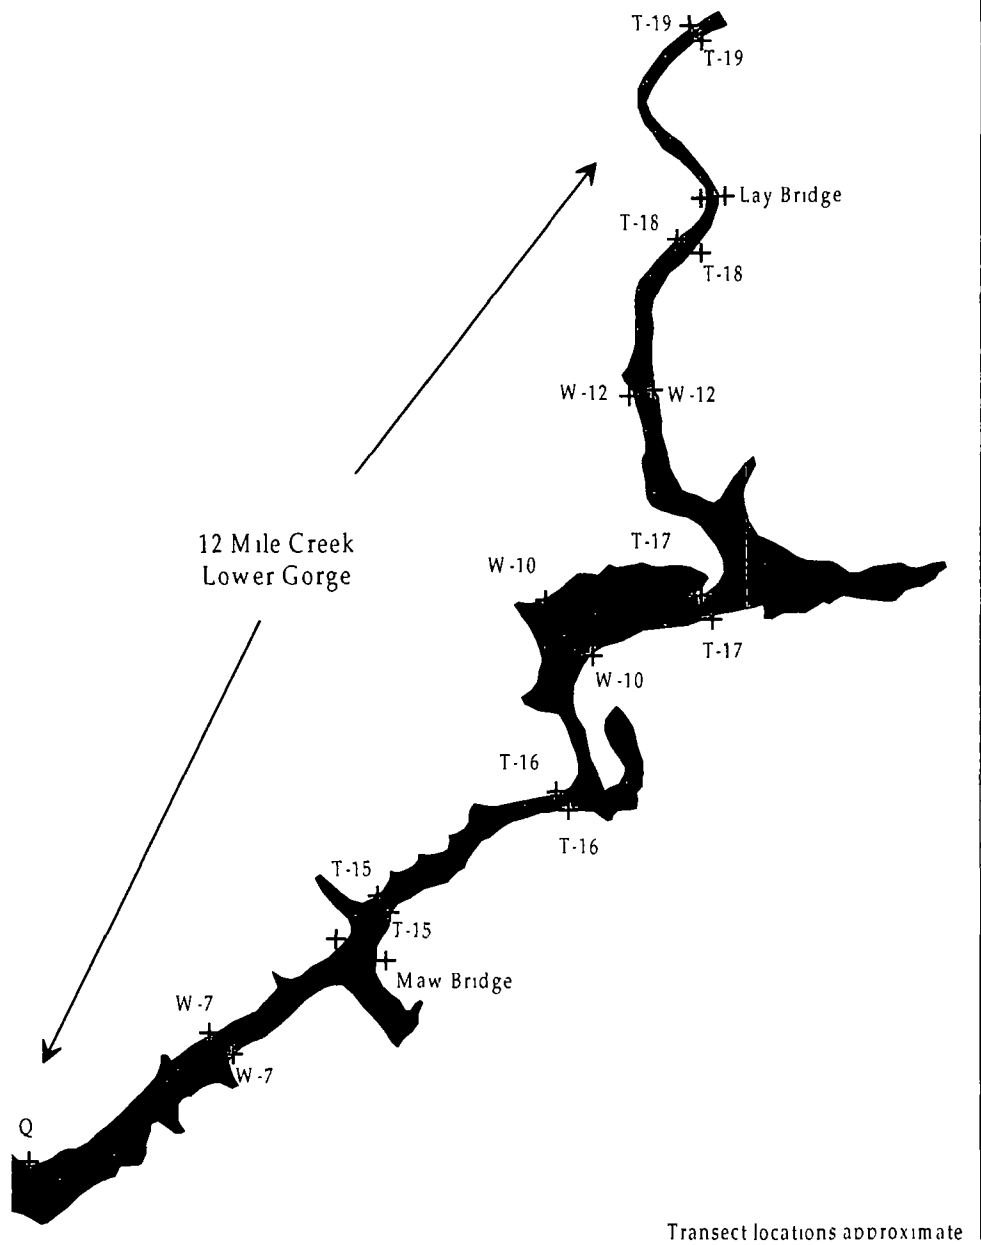 T-19
T-19
Lay Bridge
T-18
T-18
W-12
W-12
T-17
W-10
12 Mile Creek
Lower Gorge
T-17
W-10
T-16
T-16
T-15
T-15
Maw Bridge
W-7
W-7
Q
Transect locations approximate